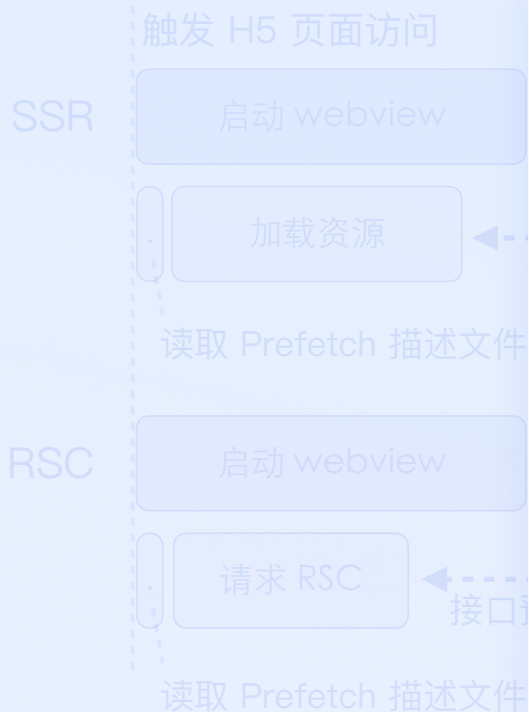 触发 H5 页面访问
SSR
启动 webview
加载资源
读取 Prefetch 描述文件
RSC
启动 webview
请求 RSC
接口
读取 Prefetch 描述文件